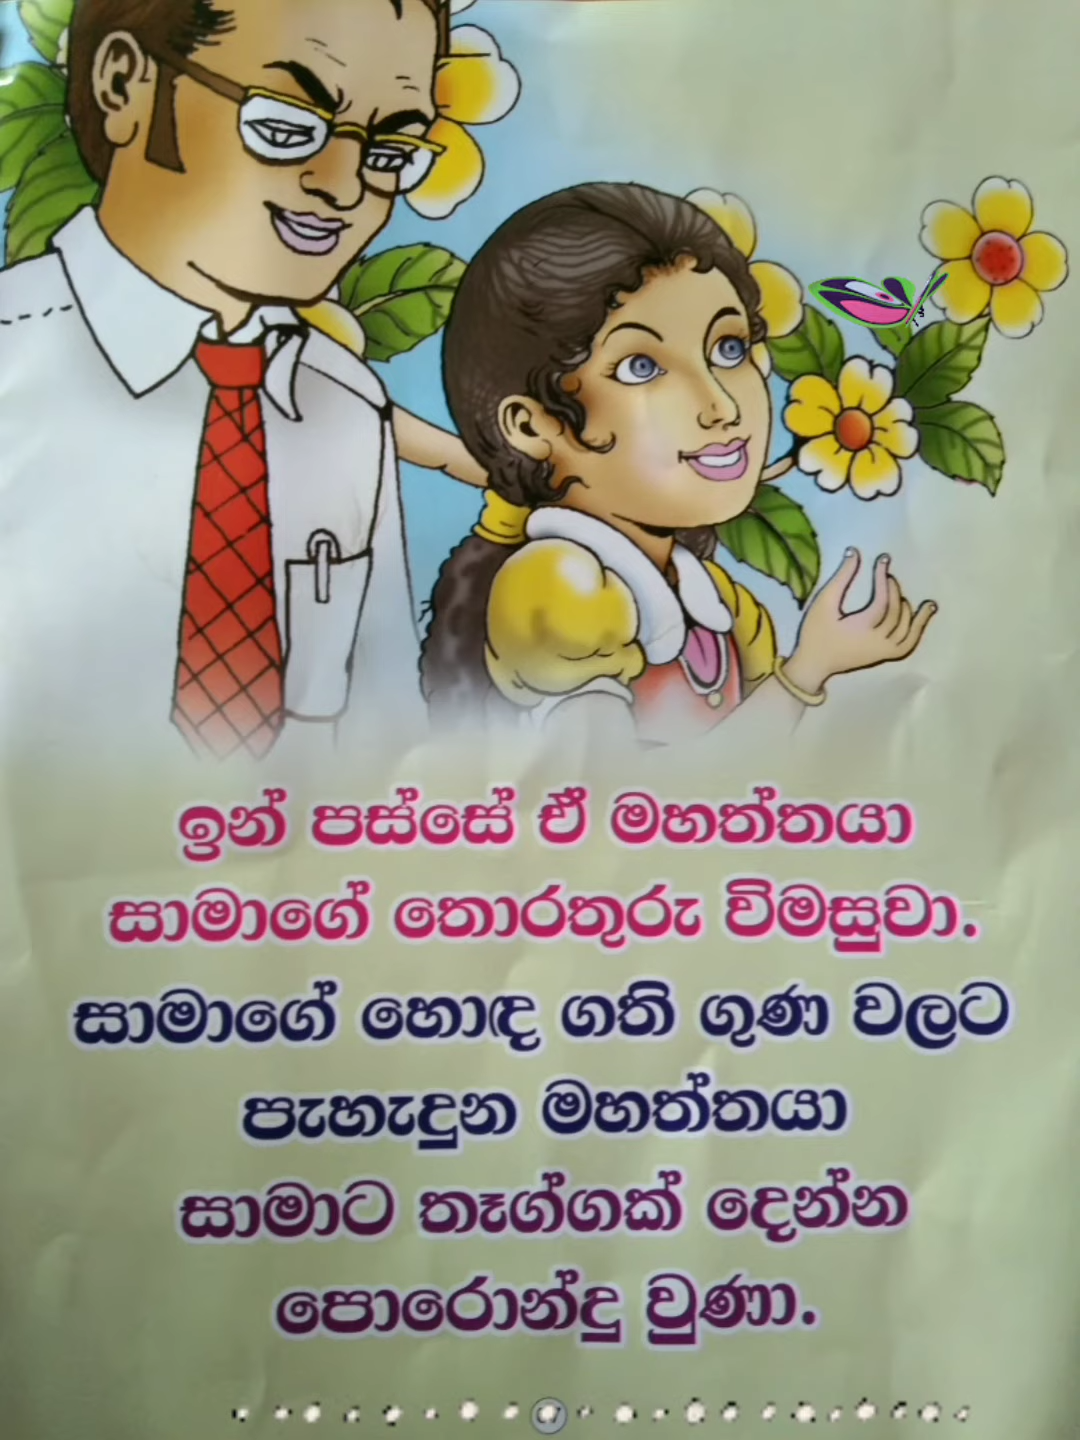 ඉන් පස්සේ ඒ මහත්තයා
සාමාගේ තොරතුරු විමසුවා.
සාමාගේ හොඳ ගති ගුණ වලට
පැහැදුන මහත්තයා
සාමාට තෑග්ගක් දෙන්න
පොරොන්දු වුණා.